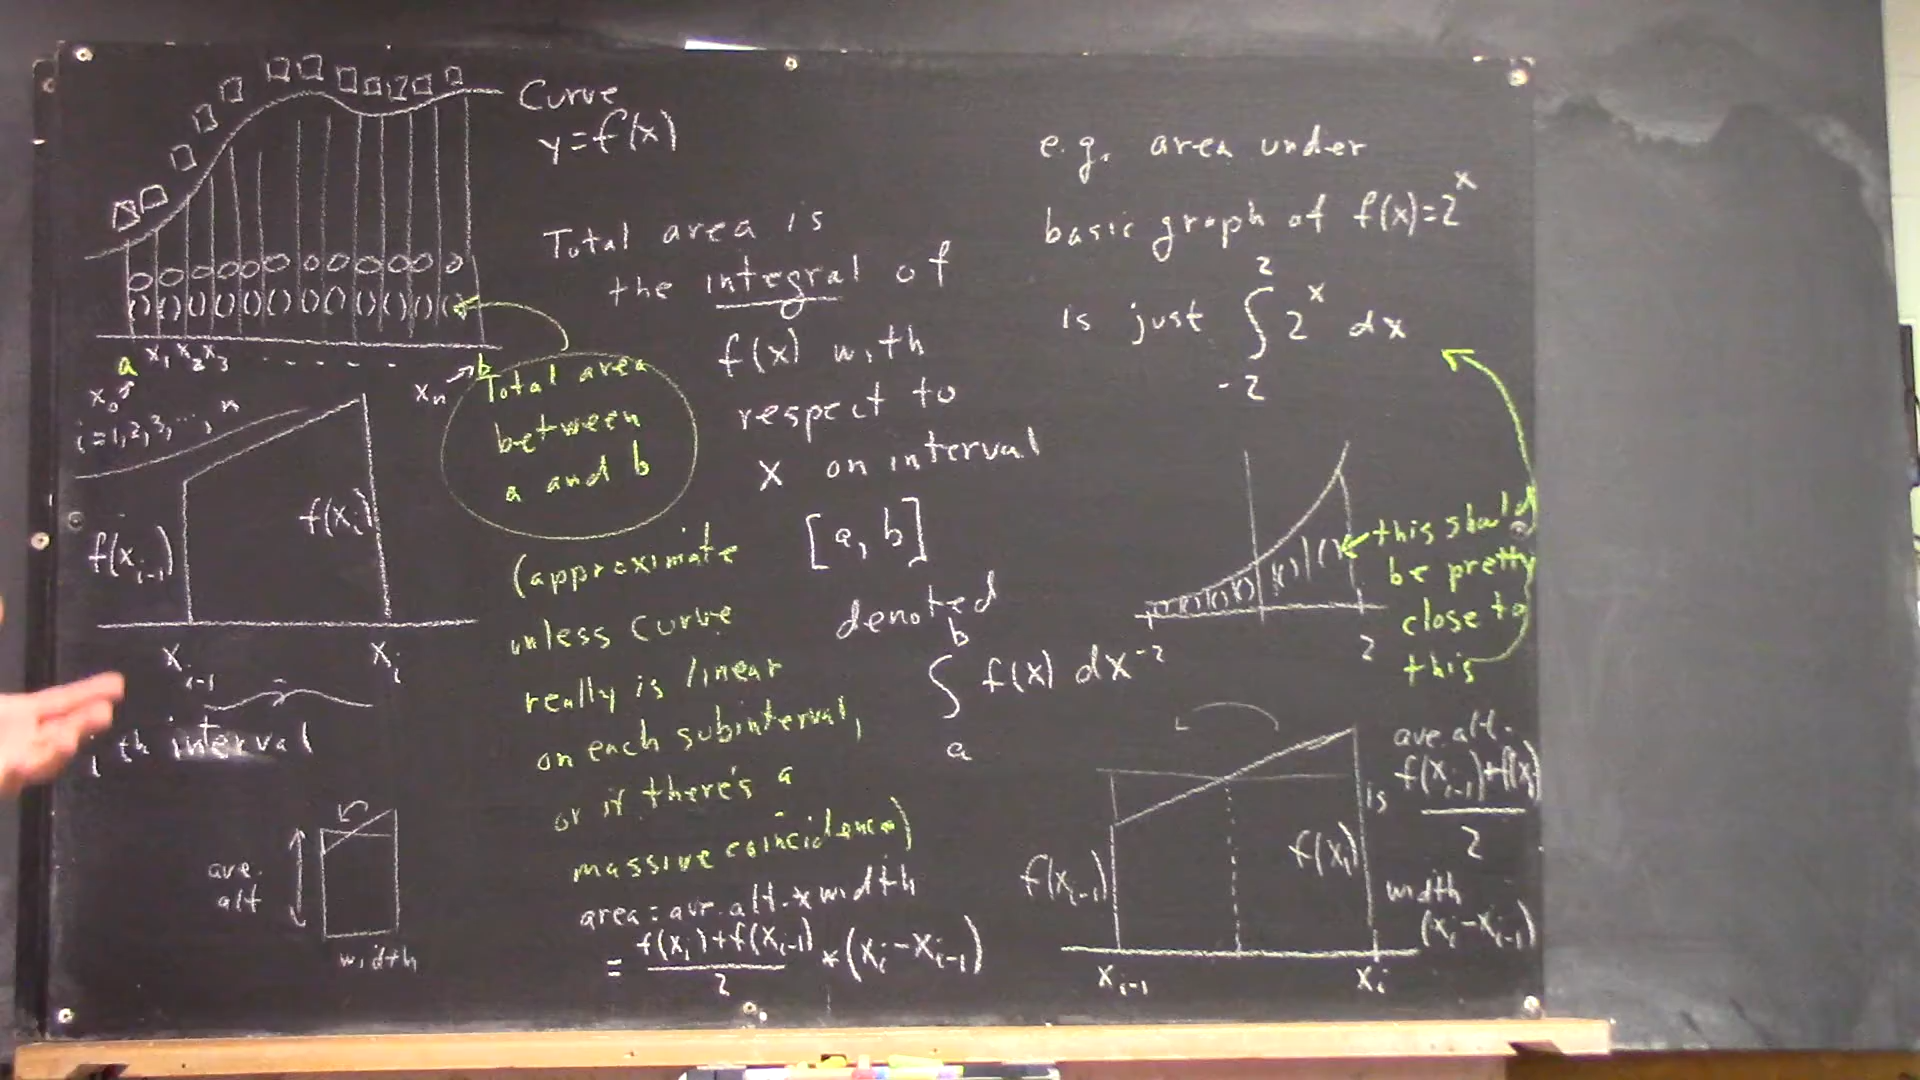 Curve
y=f(x)
a x₁ x₂ x₃ - - - - - -
x₀
xₙ → b
i=1,2,3,…,n
f(xᵢ₋₁)
f(xᵢ)
xᵢ₋₁
xᵢ
i th interval
ave.
alt
width
Total area
between
a and b
(approximate
unless curve
really is linear
on each subinterval,
or if there's a
massive coincidence)
area = ave. alt. * width
= (f(xᵢ)+f(xᵢ₋₁))/2 * (xᵢ-xᵢ₋₁)
Total area is
the integral of
f(x) with
respect to
x on interval
[a, b]
denoted
b
∫ f(x) dx
a
e.g. area under
basic graph of f(x)=2ˣ
2
is just ∫ 2ˣ dx
-2
-2
2
this should
be pretty
close to
this
f(xᵢ₋₁)
f(xᵢ)
xᵢ₋₁
xᵢ
ave. alt.
is (f(xᵢ₋₁)+f(xᵢ))/2
width
(xᵢ-xᵢ₋₁)